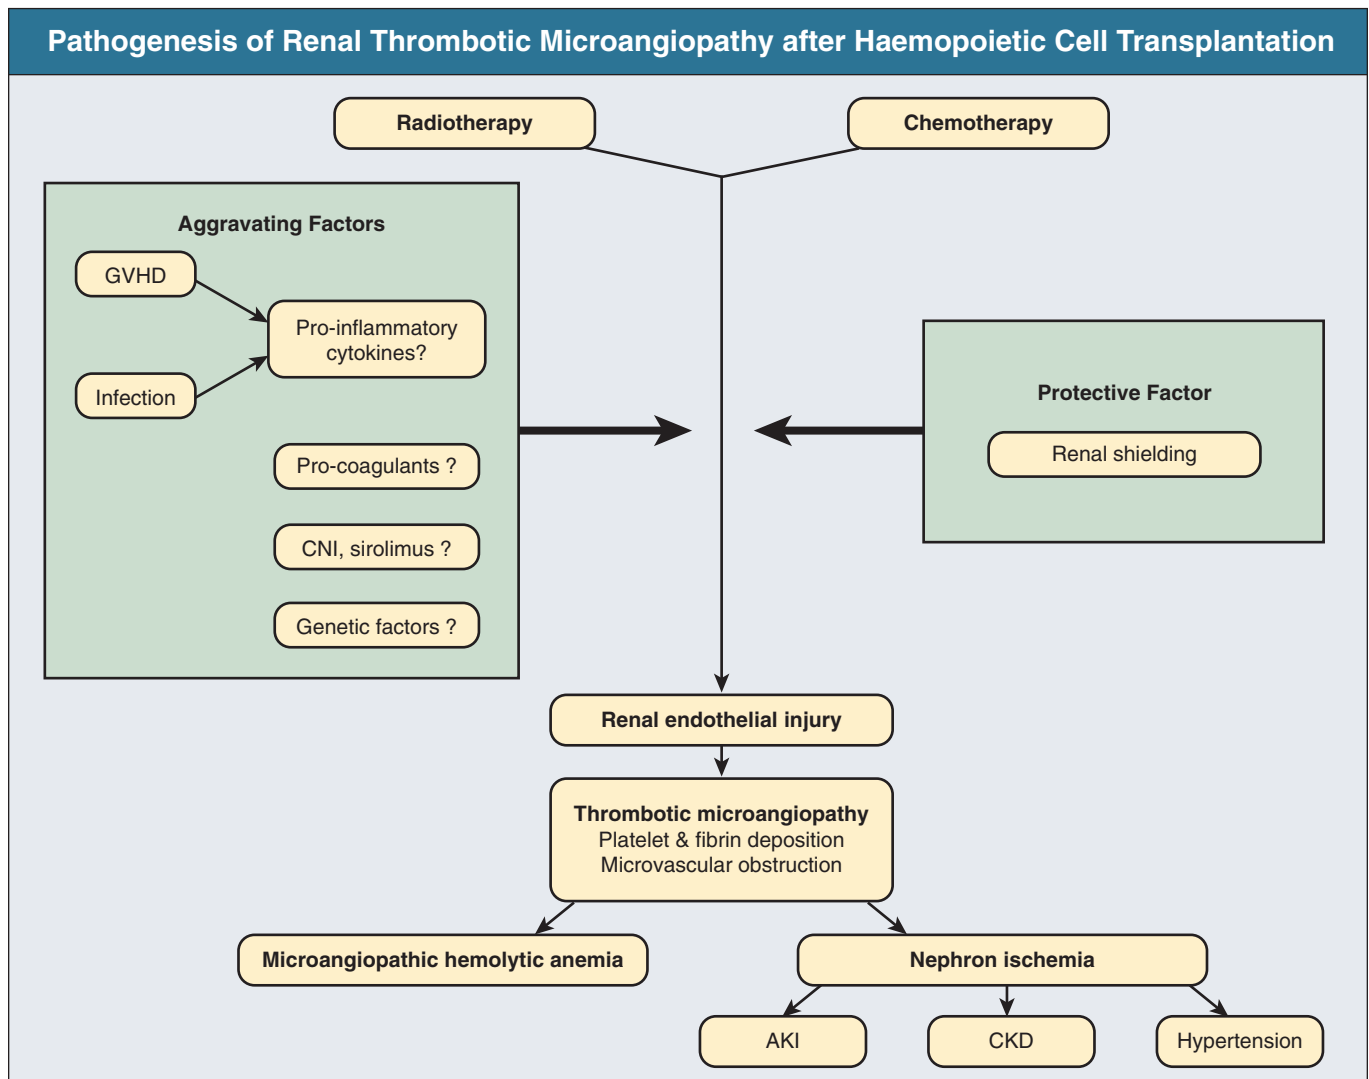 Pathogenesis of Renal Thrombotic Microangiopathy after Haemopoietic Cell Transplantation
Radiotherapy
Chemotherapy
Aggravating Factors
GVHD
Pro-inflammatory
cytokines?
Infection
Pro-coagulants ?
CNI, sirolimus ?
Genetic factors ?
Protective Factor
Renal shielding
Renal endothelial injury
Thrombotic microangiopathy
Platelet & fibrin deposition
Microvascular obstruction
Microangiopathic hemolytic anemia
Nephron ischemia
AKI
CKD
Hypertension